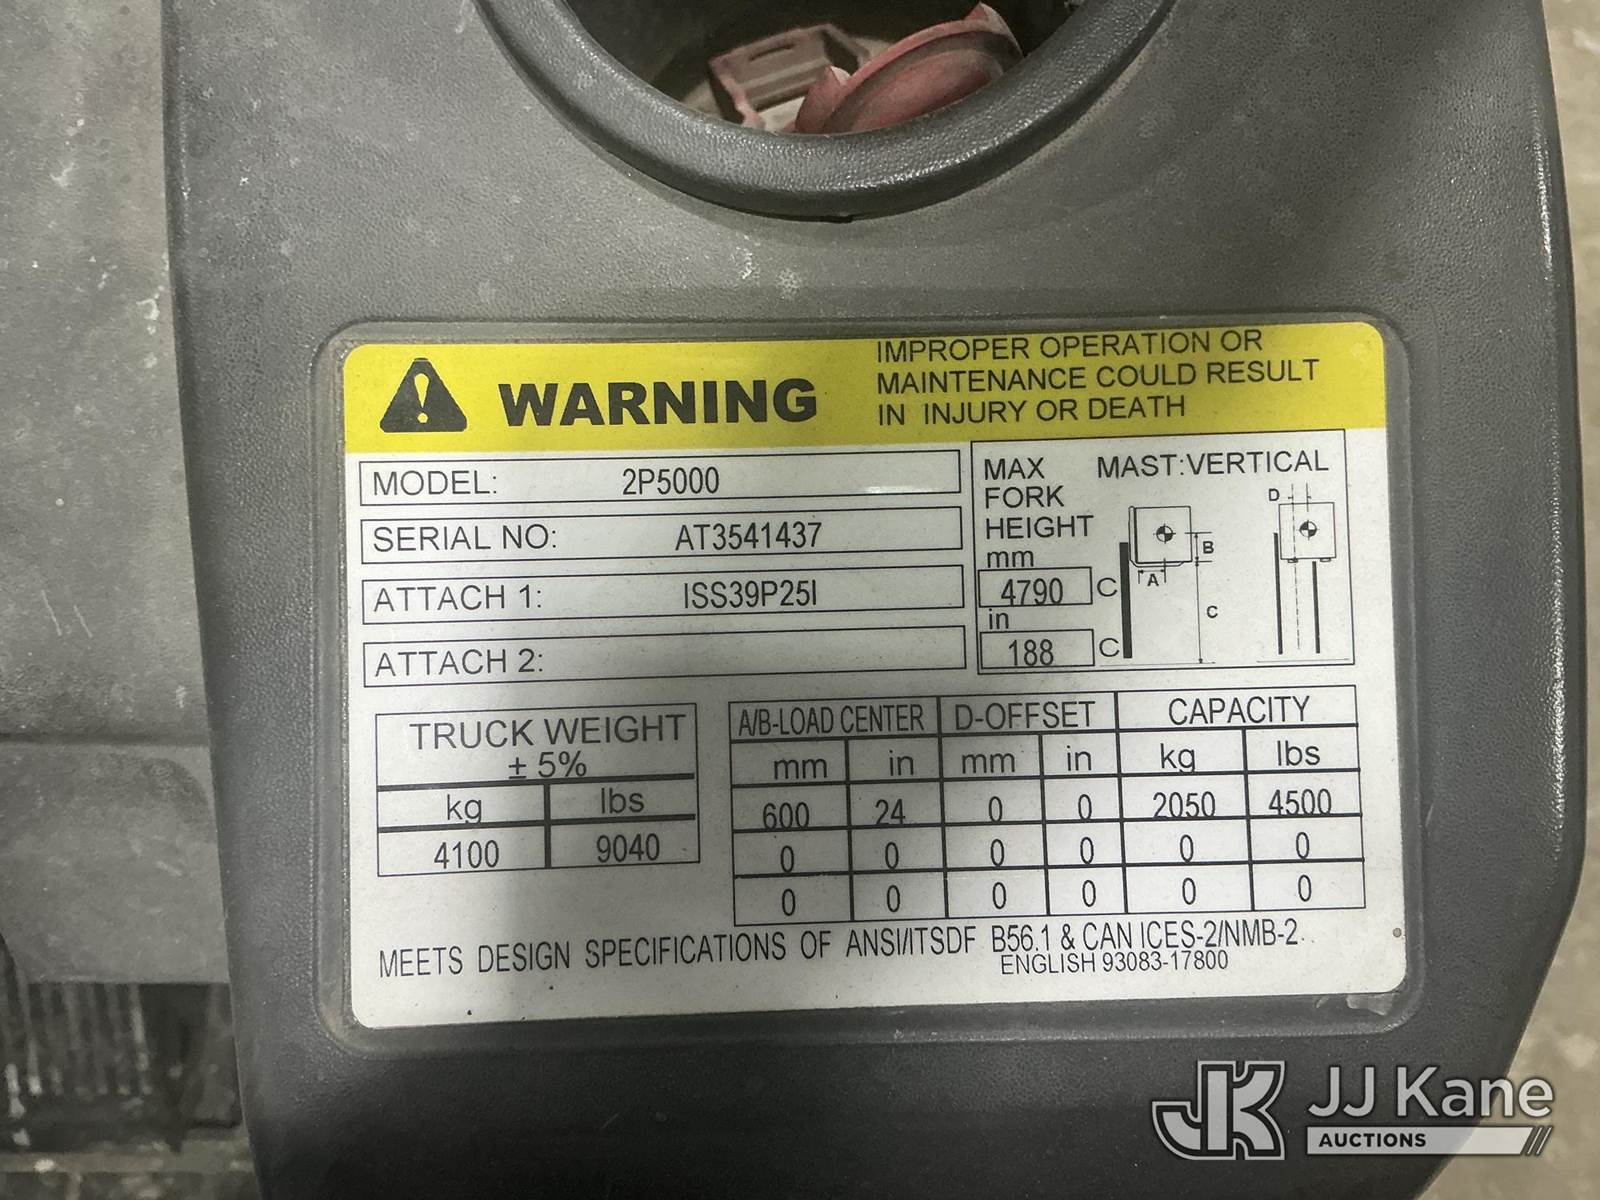 WARNING
IMPROPER OPERATION OR
MAINTENANCE COULD RESULT
IN INJURY OR DEATH
MODEL: 2P5000
SERIAL NO: AT3541437
ATTACH 1: ISS39P25I
ATTACH 2:
MAX MAST:VERTICAL
FORK
HEIGHT
mm
4790 C
in
188 C
D
B
A
C
TRUCK WEIGHT
± 5%
kg lbs
4100 9040
A/B-LOAD CENTER D-OFFSET CAPACITY
mm in mm in kg lbs
600 24 0 0 2050 4500
0 0 0 0 0 0
0 0 0 0 0 0
MEETS DESIGN SPECIFICATIONS OF ANSI/ITSDF B56.1 & CAN ICES-2/NMB-2.
ENGLISH 93083-17800
JK JJ Kane
AUCTIONS